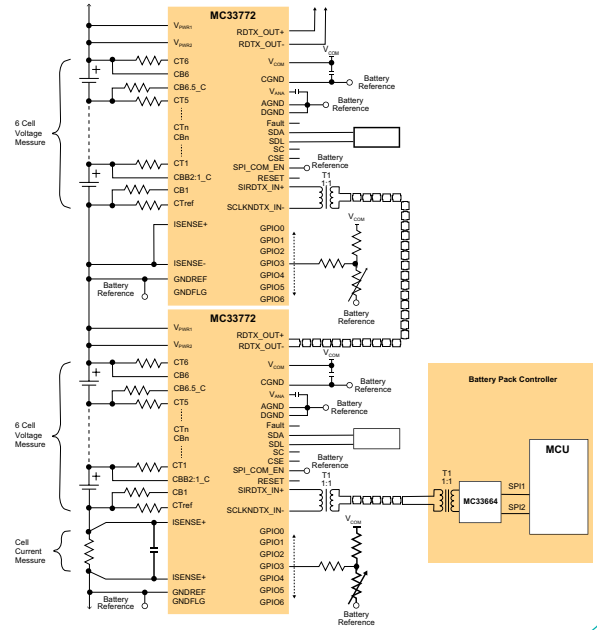 MC33772
VPWR1
VPWR2
CT6
CB6
CB6.5_C
CT5
CTn
CBn
CT1
CBB2:1_C
CB1
CTref
ISENSE+
ISENSE-
GNDREF
GNDFLG
RDTX_OUT+
RDTX_OUT-
VCOM
CGND
VANA
AGND
DGND
Fault
SDA
SDL
SC
CSE
SPI_COM_EN
RESET
SIRDTX_IN+
SCLKNDTX_IN-
GPIO0
GPIO1
GPIO2
GPIO3
GPIO4
GPIO5
GPIO6
6 Cell
Voltage
Messure
+
+
Battery
Reference
VCOM
Battery
Reference
Battery
Reference
Battery
Reference
T1
1:1
VCOM
Battery
Reference
MC33772
VPWR1
VPWR2
CT6
CB6
CB6.5_C
CT5
CTn
CBn
CT1
CBB2:1_C
CB1
CTref
ISENSE+
ISENSE+
GNDREF
GNDFLG
RDTX_OUT+
RDTX_OUT-
VCOM
CGND
VANA
AGND
DGND
Fault
SDA
SDL
SC
CSE
SPI_COM_EN
RESET
SIRDTX_IN+
SCLKNDTX_IN-
GPIO0
GPIO1
GPIO2
GPIO3
GPIO4
GPIO5
GPIO6
6 Cell
Voltage
Messure
+
+
Cell
Current
Messure
Battery
Reference
VCOM
Battery
Reference
Battery
Reference
Battery
Reference
T1
1:1
VCOM
Battery
Reference
Battery Pack Controller
T1
1:1
MC33664
SPI1
SPI2
MCU